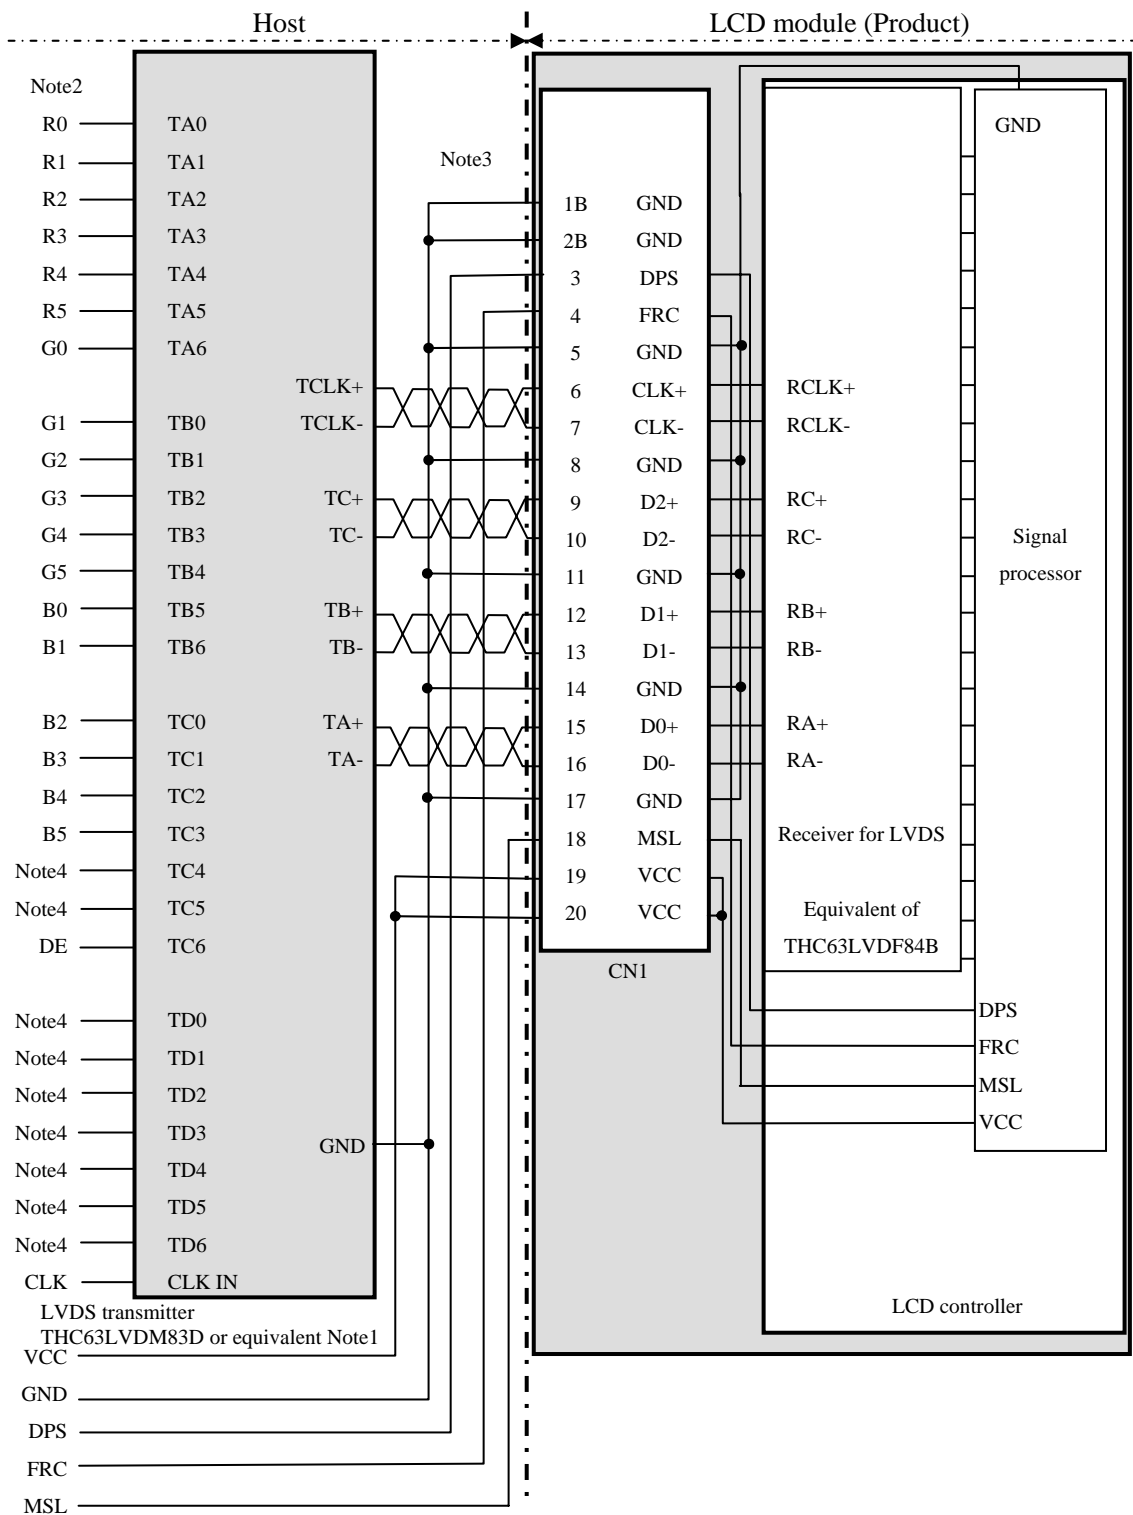 Host LCD module (Product)
Note2
R0 TA0
R1 TA1
Note3
R2 TA2 1B GND
R3 TA3 2B GND
R4 TA4 3 DPS
R5 TA5 4 FRC
G0 TA6 5 GND
GND
TCLK+ 6 CLK+ RCLK+
G1 TB0 TCLK- 7 CLK- RCLK-
G2 TB1 8 GND
G3 TB2 TC+ 9 D2+ RC+
G4 TB3 TC- 10 D2- RC- Signal
G5 TB4 11 GND processor
B0 TB5 TB+ 12 D1+ RB+
B1 TB6 TB- 13 D1- RB-
14 GND
B2 TC0 TA+ 15 D0+ RA+
B3 TC1 TA- 16 D0- RA-
B4 TC2 17 GND
B5 TC3 18 MSL Receiver for LVDS
Note4 TC4 19 VCC
Note4 TC5 20 VCC Equivalent of
DE TC6 THC63LVDF84B
CN1
Note4 TD0 DPS
Note4 TD1 FRC
Note4 TD2 MSL
Note4 TD3 GND VCC
Note4 TD4
Note4 TD5
Note4 TD6
CLK CLK IN
LVDS transmitter LCD controller
THC63LVDM83D or equivalent Note1
VCC
GND
DPS
FRC
MSL